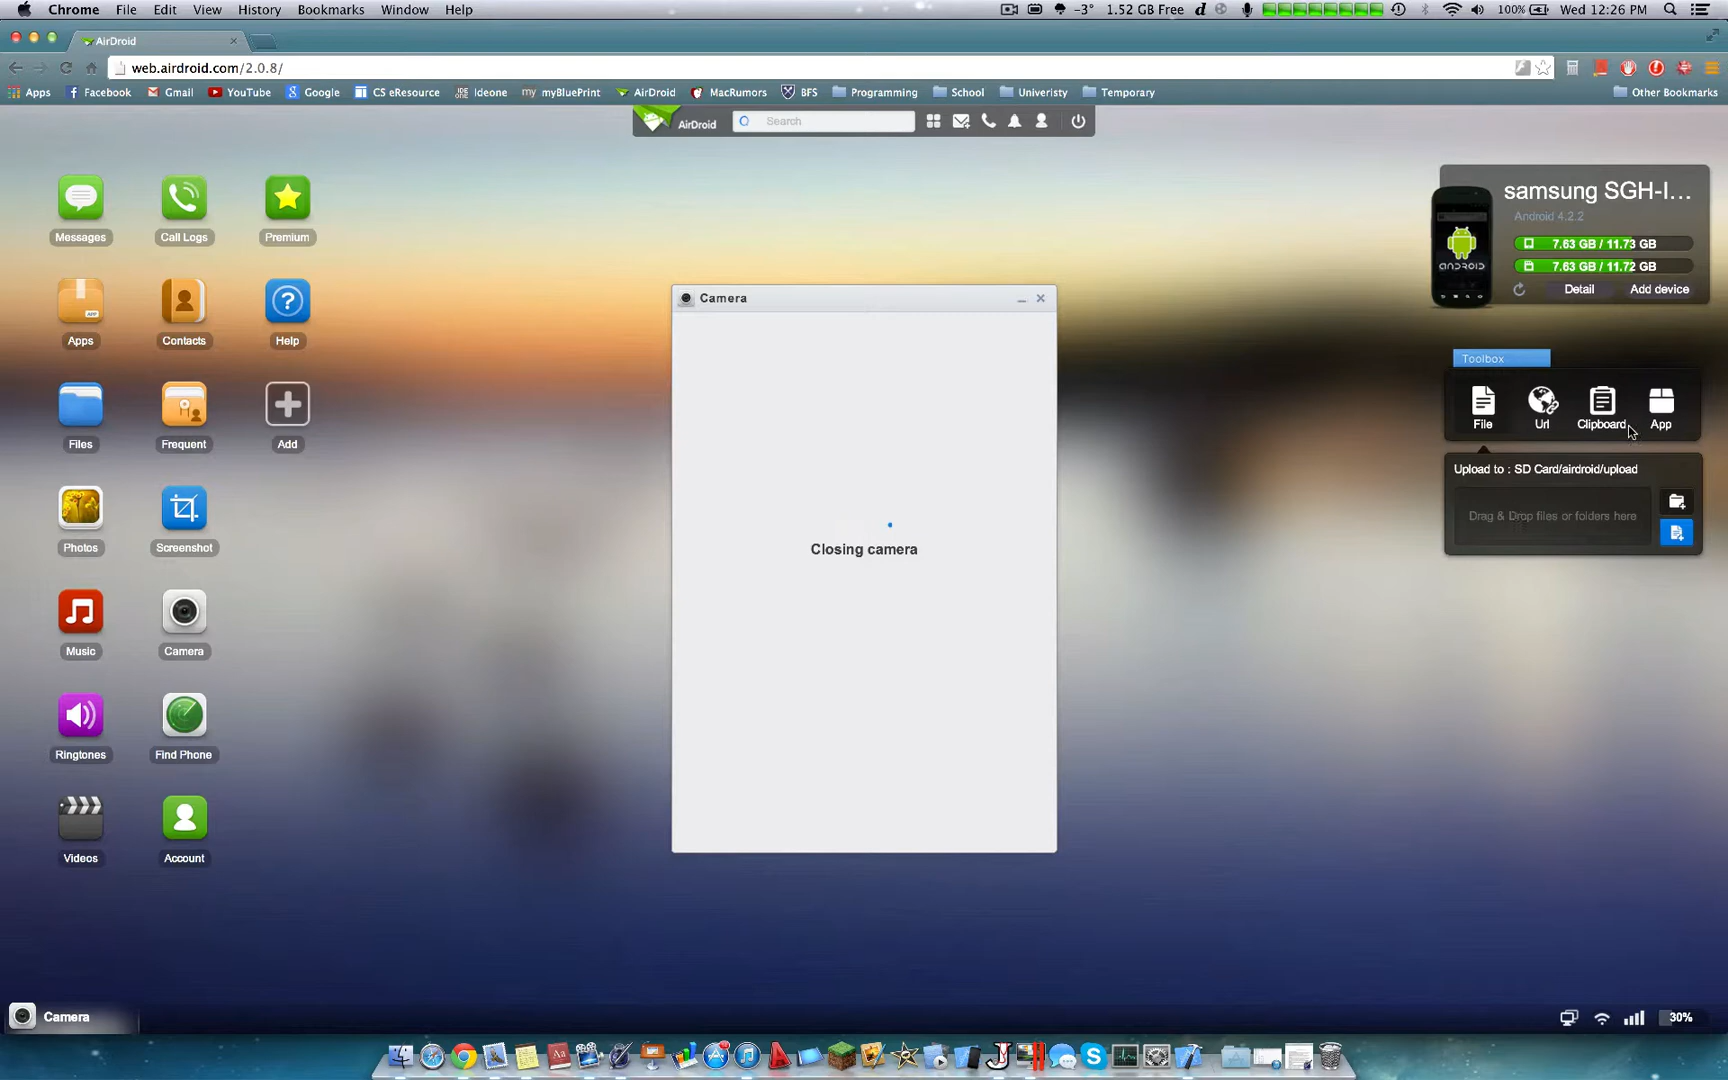 Chrome File Edit View History Bookmarks Window Help -3° 1.52 GB Free d 100% Wed 12:26 PM
AirDroid
web.airdroid.com/2.0.8/
Apps Facebook Gmail YouTube Google CS eResource Ideone myBluePrint AirDroid MacRumors BFS Programming School Univeristy Temporary Other Bookmarks
AirDroid Search
samsung SGH-I...
Android 4.2.2
7.63 GB / 11.73 GB
7.63 GB / 11.72 GB
Detail Add device
ANDROID
Messages Call Logs Premium
Camera
Toolbox
APP
Apps Contacts Help
File Url Clipboard App
Files Frequent Add
Upload to : SD Card/airdroid/upload
Drag & Drop files or folders here
Photos Screenshot
Closing camera
Music Camera
Ringtones Find Phone
Videos Account
Camera 30%